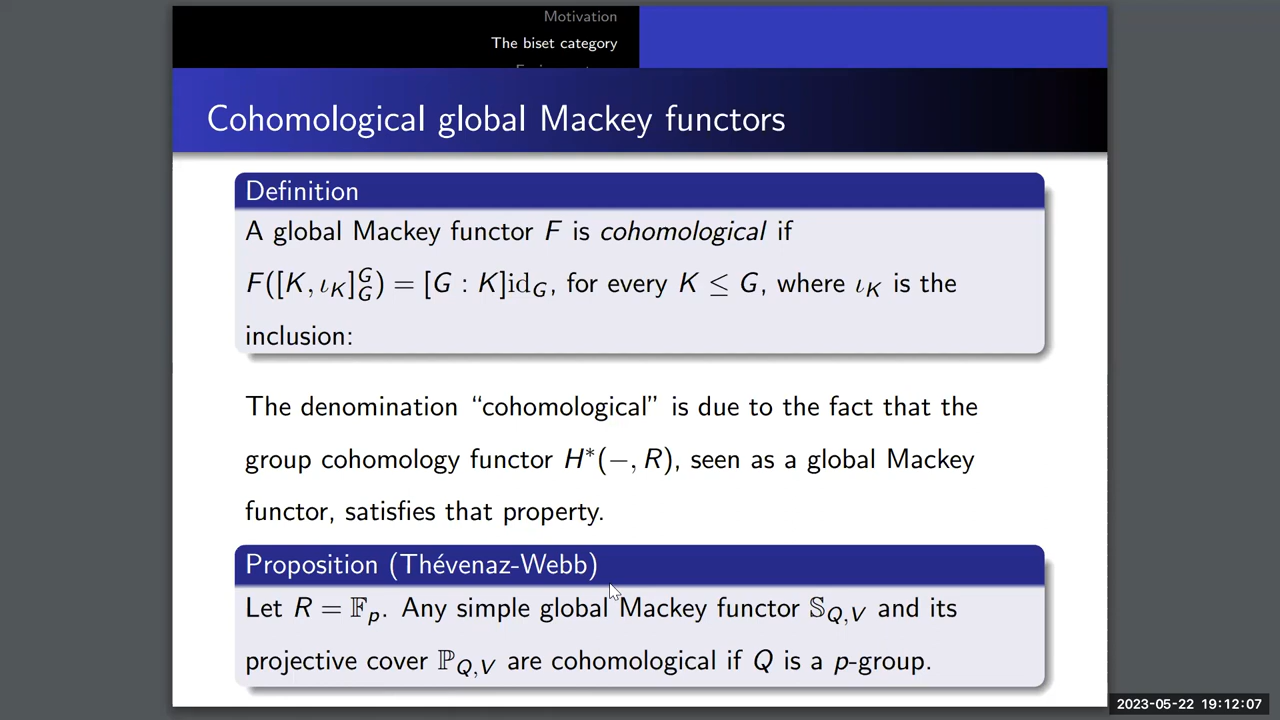 Motivation
The biset category
Cohomological global Mackey functors
Definition
A global Mackey functor F is cohomological if
F([K, ι_K]^G_G) = [G : K]id_G, for every K ≤ G, where ι_K is the
inclusion:
The denomination “cohomological” is due to the fact that the
group cohomology functor H*(−, R), seen as a global Mackey
functor, satisfies that property.
Proposition (Thévenaz-Webb)
Let R = 𝔽_p. Any simple global Mackey functor 𝕊_{Q,V} and its
projective cover ℙ_{Q,V} are cohomological if Q is a p-group.
2023-05-22 19:12:07